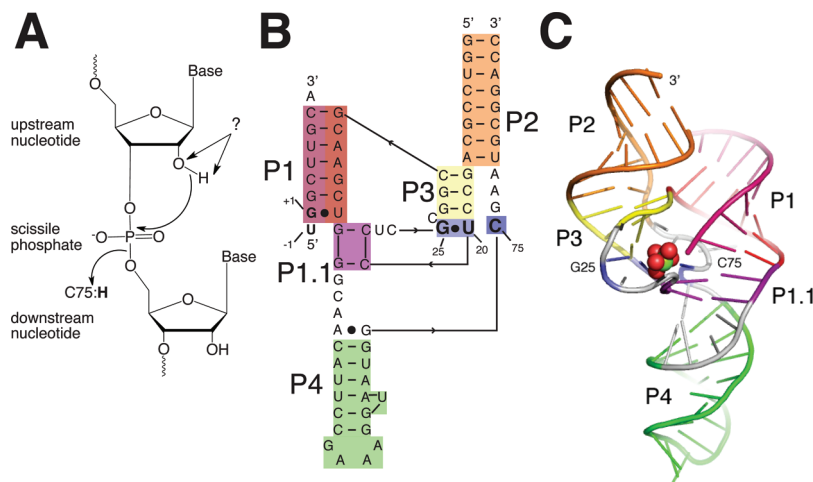 A
Base
O
O
upstream
nucleotide
O
H
?
O
scissile
phosphate
-O
P
O
O
C75:H
Base
O
downstream
nucleotide
O
OH
B
5' 3'
G C
G C
U A
C G
C G
G C
C G
A U
P2
3'
A
C G
G C
U A
U A
C G
G C
+1 G U
U 5'
-1
P1
P3
C G A
G C A
G C G
C
G U C
25 20 75
G C U C
G C
P1.1
G
C
A
A G
C G
A U
U A
U A U
C G
C G
G A
A A
P4
C
3'
P2
P1
P3
G25
C75
P1.1
P4